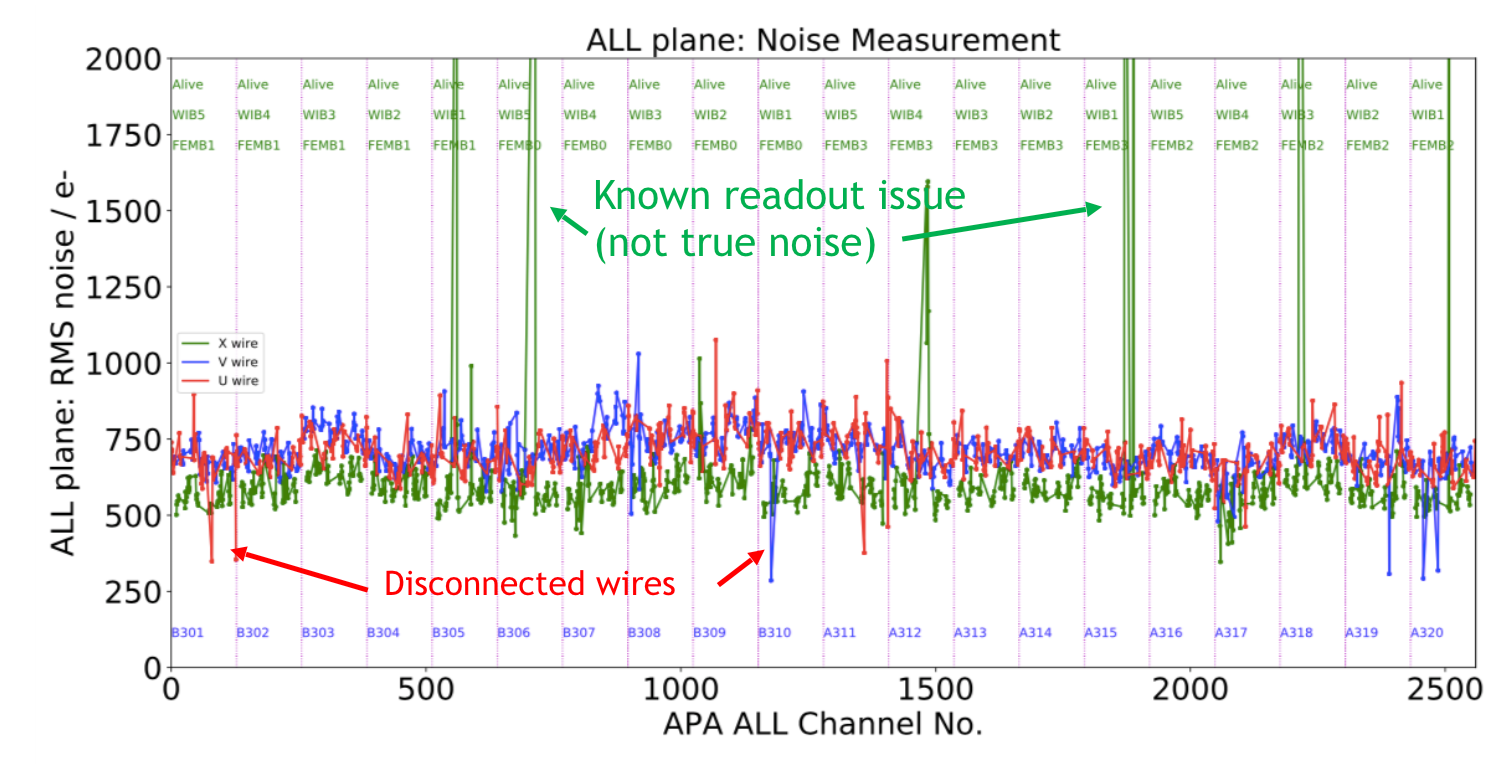 ALL plane: Noise Measurement
ALL plane: RMS noise / e-
2000
1750
1500
1250
1000
750
500
250
0
Alive Alive Alive Alive Alive Alive Alive Alive Alive Alive Alive Alive Alive Alive Alive Alive Alive Alive Alive Alive
WIB5 WIB4 WIB3 WIB2 WIB1 WIB5 WIB4 WIB3 WIB2 WIB1 WIB5 WIB4 WIB3 WIB2 WIB1 WIB5 WIB4 WIB3 WIB2 WIB1
FEMB1 FEMB1 FEMB1 FEMB1 FEMB1 FEMB0 FEMB0 FEMB0 FEMB0 FEMB0 FEMB3 FEMB3 FEMB3 FEMB3 FEMB3 FEMB2 FEMB2 FEMB2 FEMB2 FEMB2
Known readout issue
(not true noise)
X wire
V wire
U wire
Disconnected wires
B301 B302 B303 B304 B305 B306 B307 B308 B309 B310 A311 A312 A313 A314 A315 A316 A317 A318 A319 A320
0 500 1000 1500 2000 2500
APA ALL Channel No.